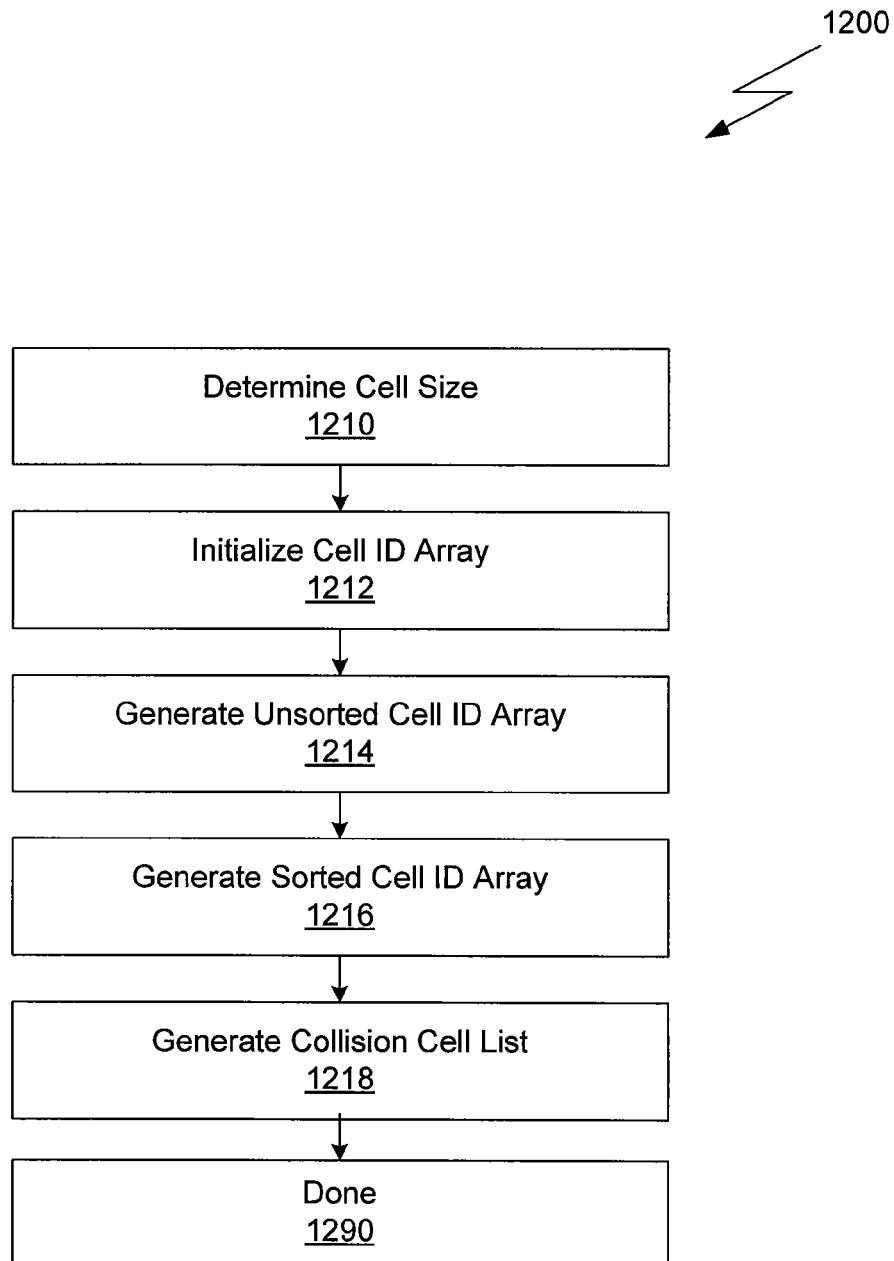 1200
Determine Cell Size
1210
Initialize Cell ID Array
1212
Generate Unsorted Cell ID Array
1214
Generate Sorted Cell ID Array
1216
Generate Collision Cell List
1218
Done
1290